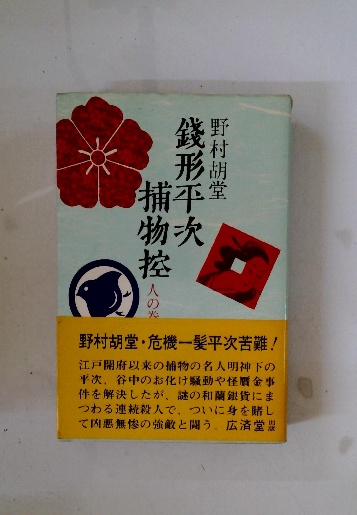 野村胡堂
銭形平次
捕物控
人の巻
野村胡堂・危機一髪平次苦難!
江戸開府以来の捕物の名人明神下の
平次、谷中のお化け騒動や怪贋金事
件を解決したが、謎の和蘭銀貨にま
つわる連続殺人で、ついに身を賭し
て凶悪無惨の強敵と闘う。広済堂出版